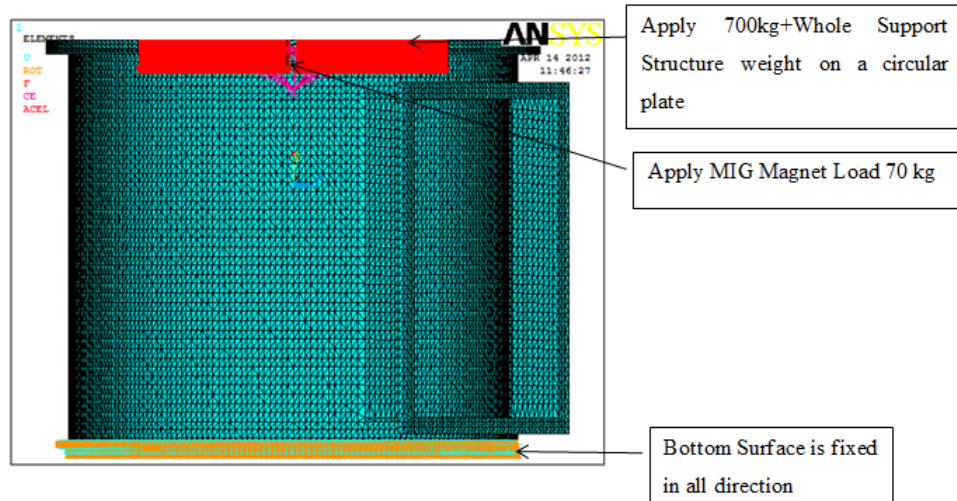 1
ELEMENTS
U
ROT
F
CE
ACEL
ANSYS
APR 14 2012
11:46:27
Apply 700kg+Whole Support
Structure weight on a circular
plate
Apply MIG Magnet Load 70 kg
Bottom Surface is fixed
in all direction